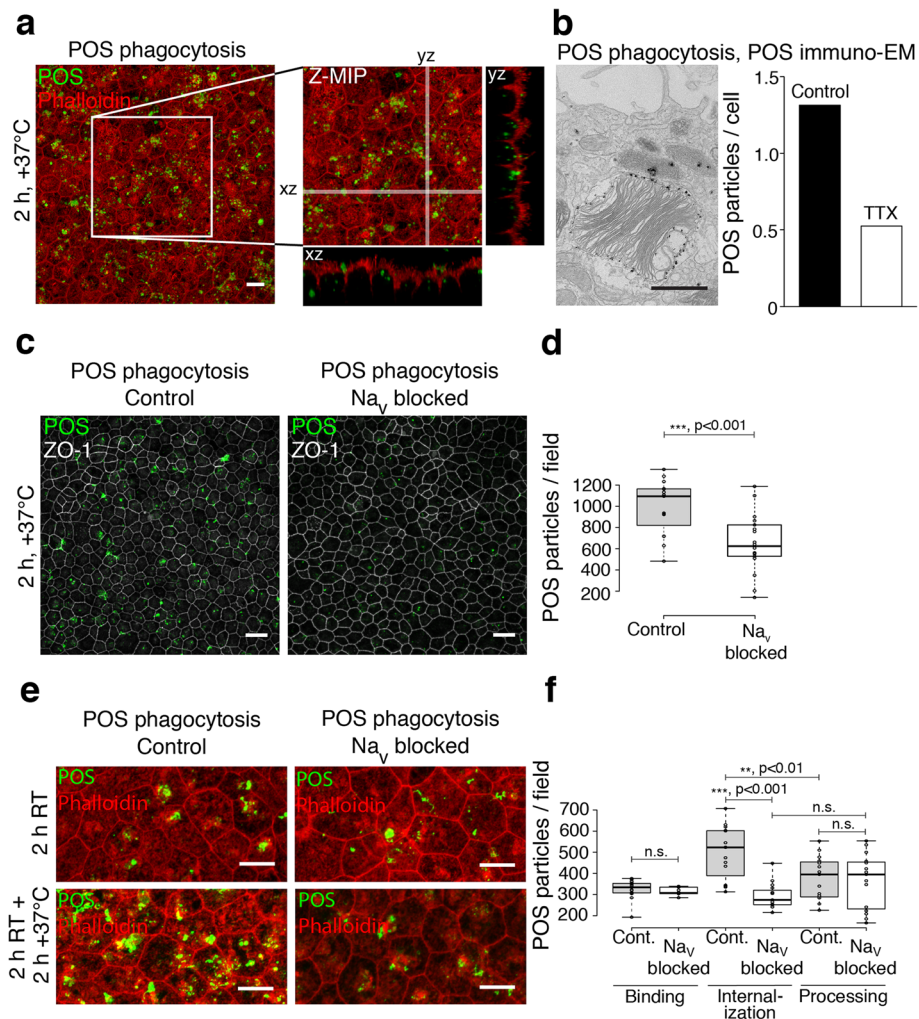 a
POS phagocytosis
2 h, +37°C
POS
Phalloidin
Z-MIP
yz
xz
yz
xz
b
POS phagocytosis, POS immuno-EM
POS particles / cell
1.5
1.0
0.5
0
Control
TTX
c
POS phagocytosis
Control
POS phagocytosis
Nav blocked
2 h, +37°C
POS
ZO-1
POS
ZO-1
d
***, p<0.001
POS particles / field
1200
1000
800
600
400
200
Control
Nav
blocked
e
POS phagocytosis
Control
POS phagocytosis
Nav blocked
2 h RT
POS
Phalloidin
POS
Phalloidin
2 h RT +
2 h +37°C
POS
Phalloidin
POS
Phalloidin
f
**, p<0.01
***, p<0.001
n.s.
n.s.
n.s.
POS particles / field
700
600
500
400
300
200
Cont.
Nav
blocked
Cont.
Nav
blocked
Cont.
Nav
blocked
Binding
Internal-
ization
Processing